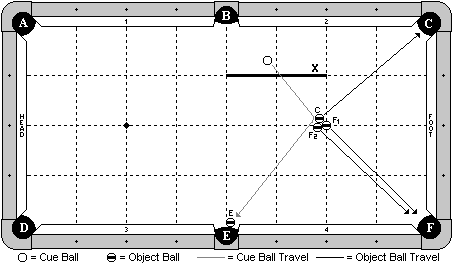 A
B
C
1
2
X
C
F1
F2
HEAD
FOOT
E
D
3
E
4
F
= Cue Ball = Object Ball = Cue Ball Travel = Object Ball Travel